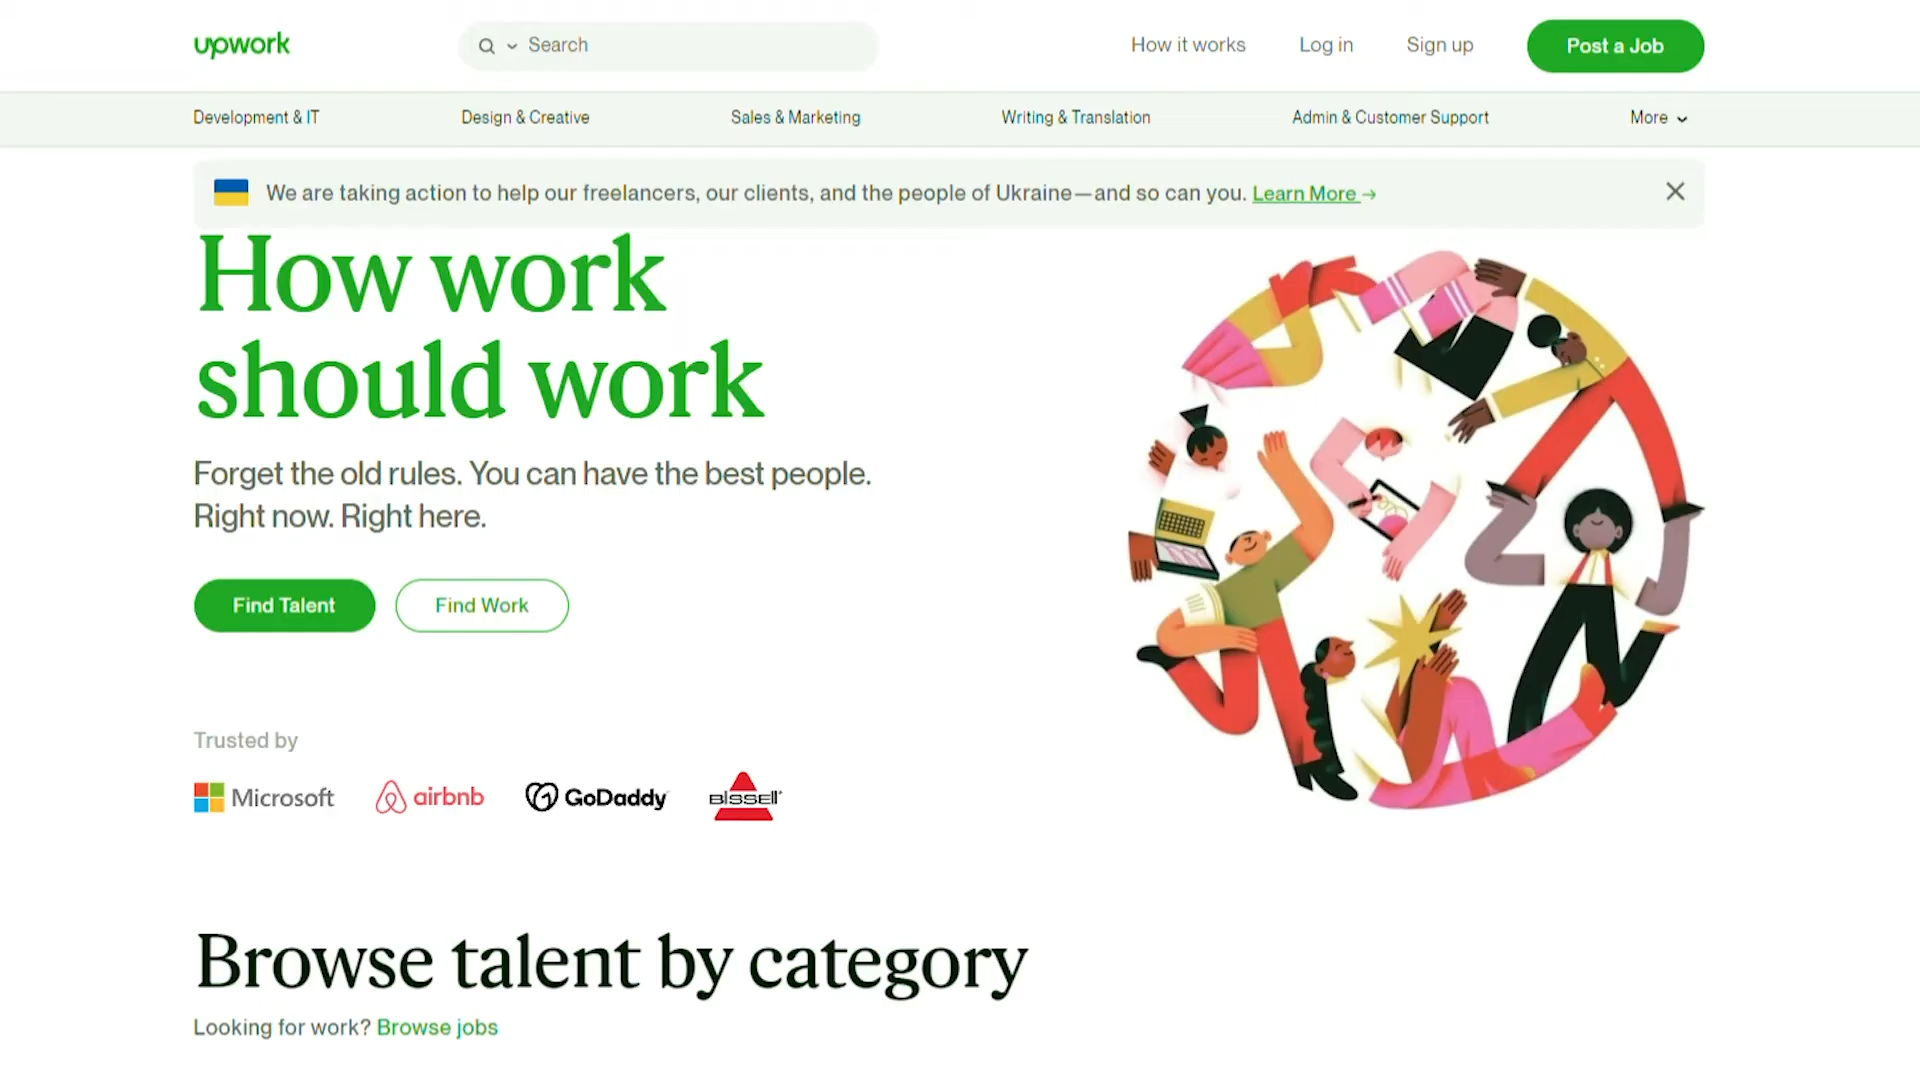 upwork
Search
How it works
Log in
Sign up
Post a Job
Development & IT
Design & Creative
Sales & Marketing
Writing & Translation
Admin & Customer Support
More
We are taking action to help our freelancers, our clients, and the people of Ukraine—and so can you. Learn More →
How work
should work
Forget the old rules. You can have the best people.
Right now. Right here.
Find Talent
Find Work
Trusted by
Microsoft
airbnb
GoDaddy
BISSELL
Browse talent by category
Looking for work? Browse jobs